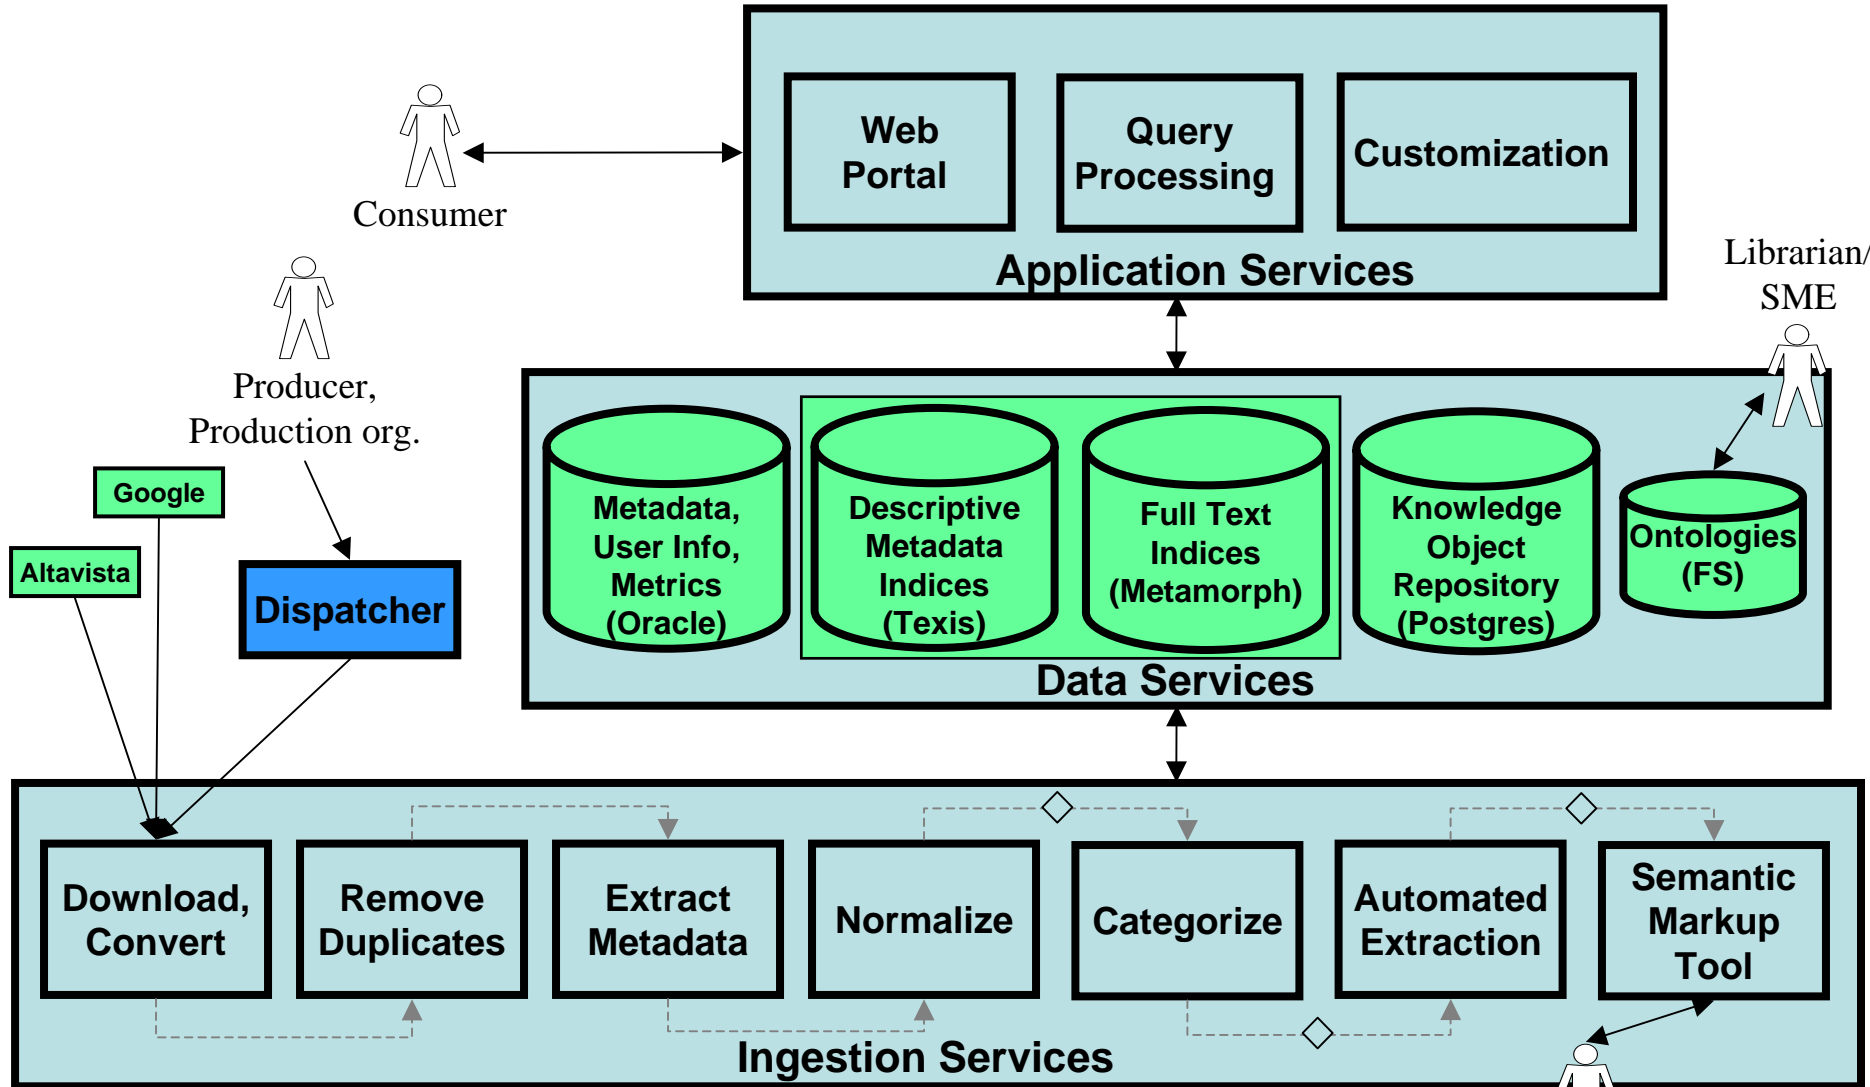 Web
Portal
Query
Processing
Customization
Application Services
Consumer
Librarian/
SME
Producer,
Production org.
Google
Altavista
Dispatcher
Metadata,
User Info,
Metrics
(Oracle)
Descriptive
Metadata
Indices
(Texis)
Full Text
Indices
(Metamorph)
Knowledge
Object
Repository
(Postgres)
Ontologies
(FS)
Data Services
Download,
Convert
Remove
Duplicates
Extract
Metadata
Normalize
Categorize
Automated
Extraction
Semantic
Markup
Tool
Ingestion Services